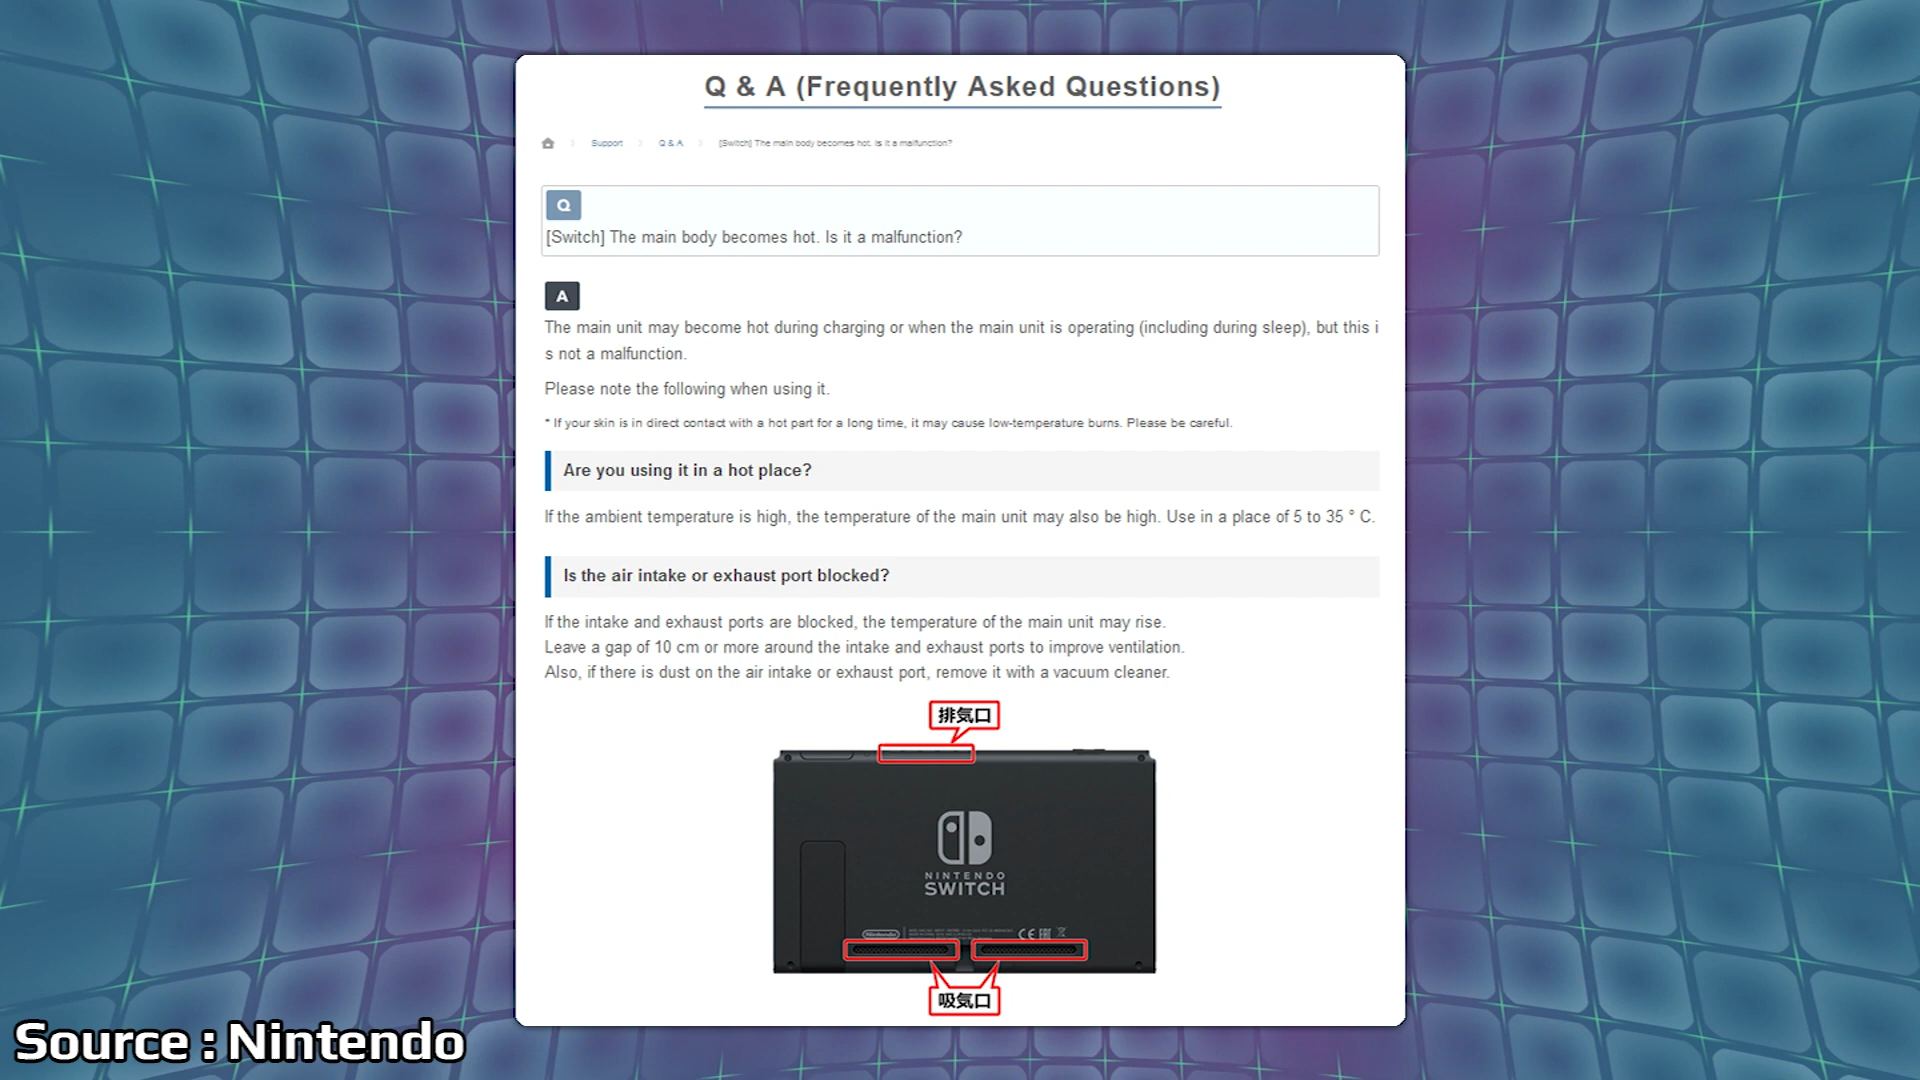 Q & A (Frequently Asked Questions)
Support
Q & A
[Switch] The main body becomes hot. Is it a malfunction?
Q
[Switch] The main body becomes hot. Is it a malfunction?
A
The main unit may become hot during charging or when the main unit is operating (including during sleep), but this i
s not a malfunction.
Please note the following when using it.
* If your skin is in direct contact with a hot part for a long time, it may cause low-temperature burns. Please be careful.
Are you using it in a hot place?
If the ambient temperature is high, the temperature of the main unit may also be high. Use in a place of 5 to 35 ° C.
Is the air intake or exhaust port blocked?
If the intake and exhaust ports are blocked, the temperature of the main unit may rise.
Leave a gap of 10 cm or more around the intake and exhaust ports to improve ventilation.
Also, if there is dust on the air intake or exhaust port, remove it with a vacuum cleaner.
排気口
NINTENDO
SWITCH
Nintendo
CE EAC
吸気口
Source : Nintendo